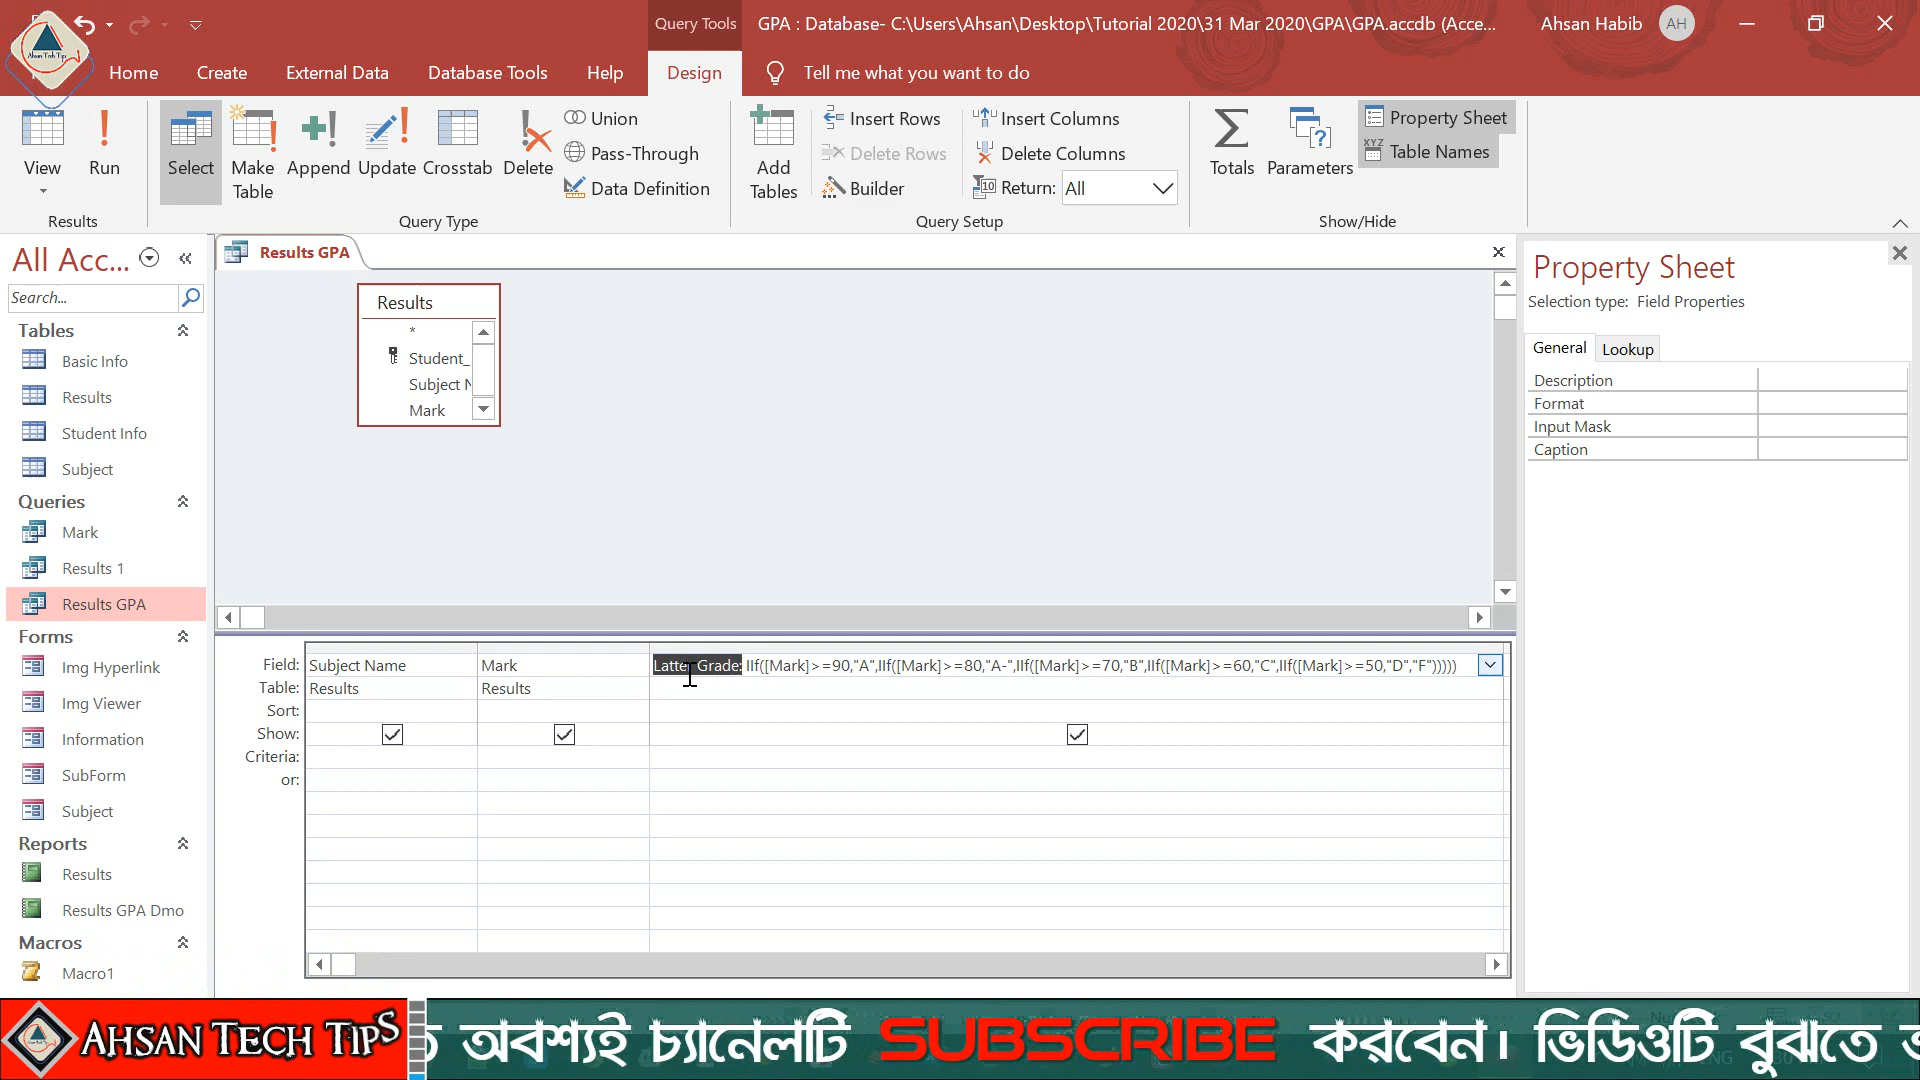 Query Tools
GPA : Database- C:\Users\Ahsan\Desktop\Tutorial 2020\31 Mar 2020\GPA\GPA.accdb (Acce...
Ahsan Habib
AH
Ahsan Tech Tips
Home
Create
External Data
Database Tools
Help
Design
Tell me what you want to do
View
Run
Select
Make Table
Append
Update
Crosstab
Delete
Union
Pass-Through
Data Definition
Add Tables
Insert Rows
Delete Rows
Builder
Insert Columns
Delete Columns
Return: All
Totals
Parameters
Property Sheet
Table Names
Results
Query Type
Query Setup
Show/Hide
All Acc...
Search...
Tables
Basic Info
Results
Student Info
Subject
Queries
Mark
Results 1
Results GPA
Forms
Img Hyperlink
Img Viewer
Information
SubForm
Subject
Reports
Results
Results GPA Dmo
Macros
Macro1
Results GPA
Results
*
Student_
Subject N
Mark
Field: Subject Name Mark Latter Grade: IIf([Mark]>=90,"A",IIf([Mark]>=80,"A-",IIf([Mark]>=70,"B",IIf([Mark]>=60,"C",IIf([Mark]>=50,"D","F")))))
Table: Results Results
Sort:
Show:
Criteria:
or:
Property Sheet
Selection type: Field Properties
General
Lookup
Description
Format
Input Mask
Caption
AHSAN TECH TIPS
অবশ্যই চ্যানেলটি SUBSCRIBE করবেন। ভিডিওটি বুঝতে